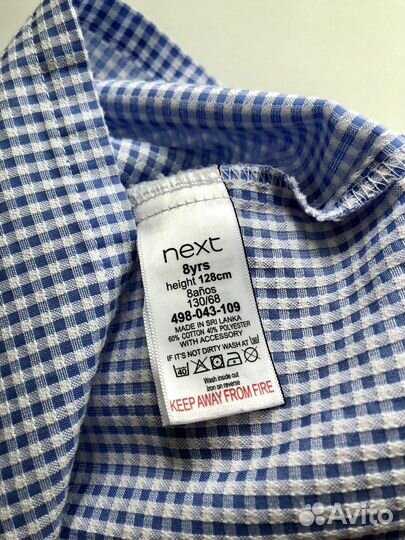 next
8yrs
height 128cm
8años
130/68
498-043-109
MADE IN SRI LANKA
60% COTTON 40% POLYESTER
WITH ACCESSORY
IF IT'S NOT DIRTY WASH AT
40
Wash inside out
Iron on reverse
KEEP AWAY FROM FIRE
Avito